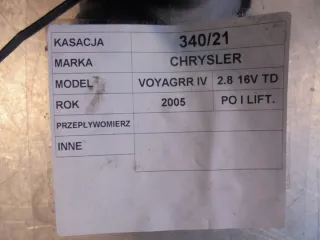 KASACJA 340/21
MARKA CHRYSLER
MODEL VOYAGRR IV 2.8 16V TD
ROK 2005 PO I LIFT.
PRZEPŁYWOMIERZ
INNE